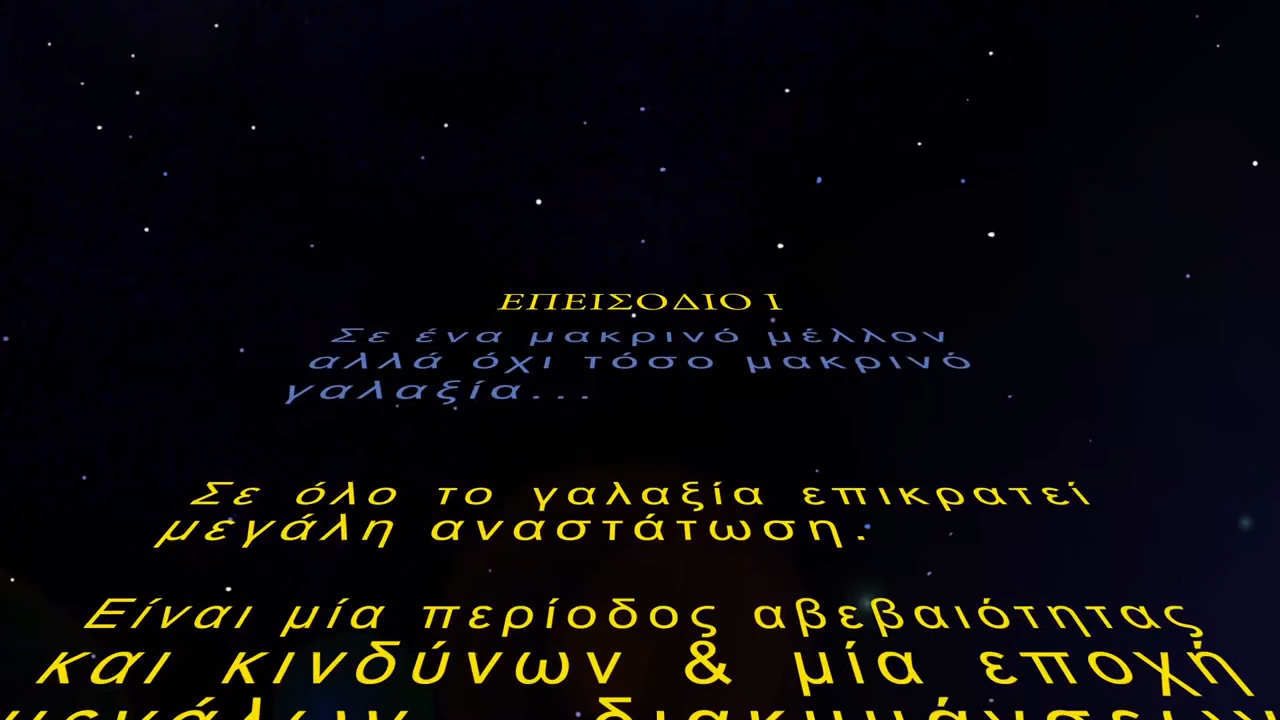 ΕΠΕΙΣΟΔΙΟ Ι
Σε ένα μακρινό μέλλον
αλλά όχι τόσο μακρινό
γαλαξία...
Σε όλο το γαλαξία επικρατεί
μεγάλη αναστάτωση.
Είναι μία περίοδος αβεβαιότητας
και κινδύνων & μία εποχή
μεγάλων